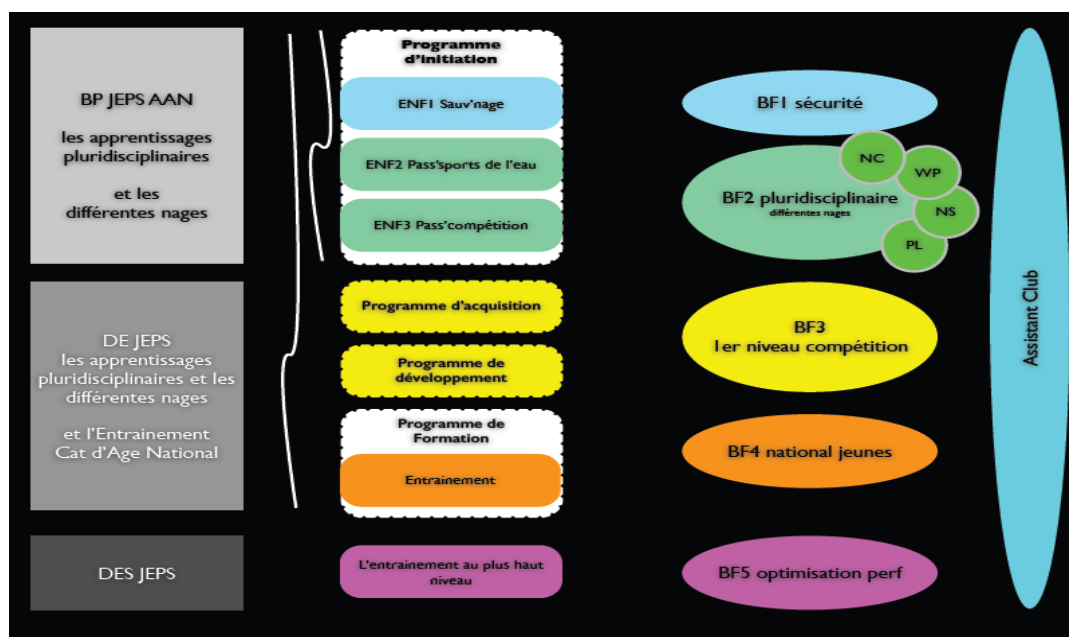 BP JEPS AAN
les apprentissages
pluridisciplinaires
et les
différentes nages
DE JEPS
les apprentissages
pluridisciplinaires et les
différentes nages
et l'Entrainement
Cat d'Age National
DES JEPS
Programme
d'initiation
ENF1 Sauv'nage
ENF2 Pass'sports de l'eau
ENF3 Pass'compétition
Programme d'acquisition
Programme de
développement
Programme de
Formation
Entrainement
L'entrainement au plus haut
niveau
BF1 sécurité
BF2 pluridisciplinaire
différentes nages
NC
WP
NS
PL
BF3
1er niveau compétition
BF4 national jeunes
BF5 optimisation perf
Assistant Club